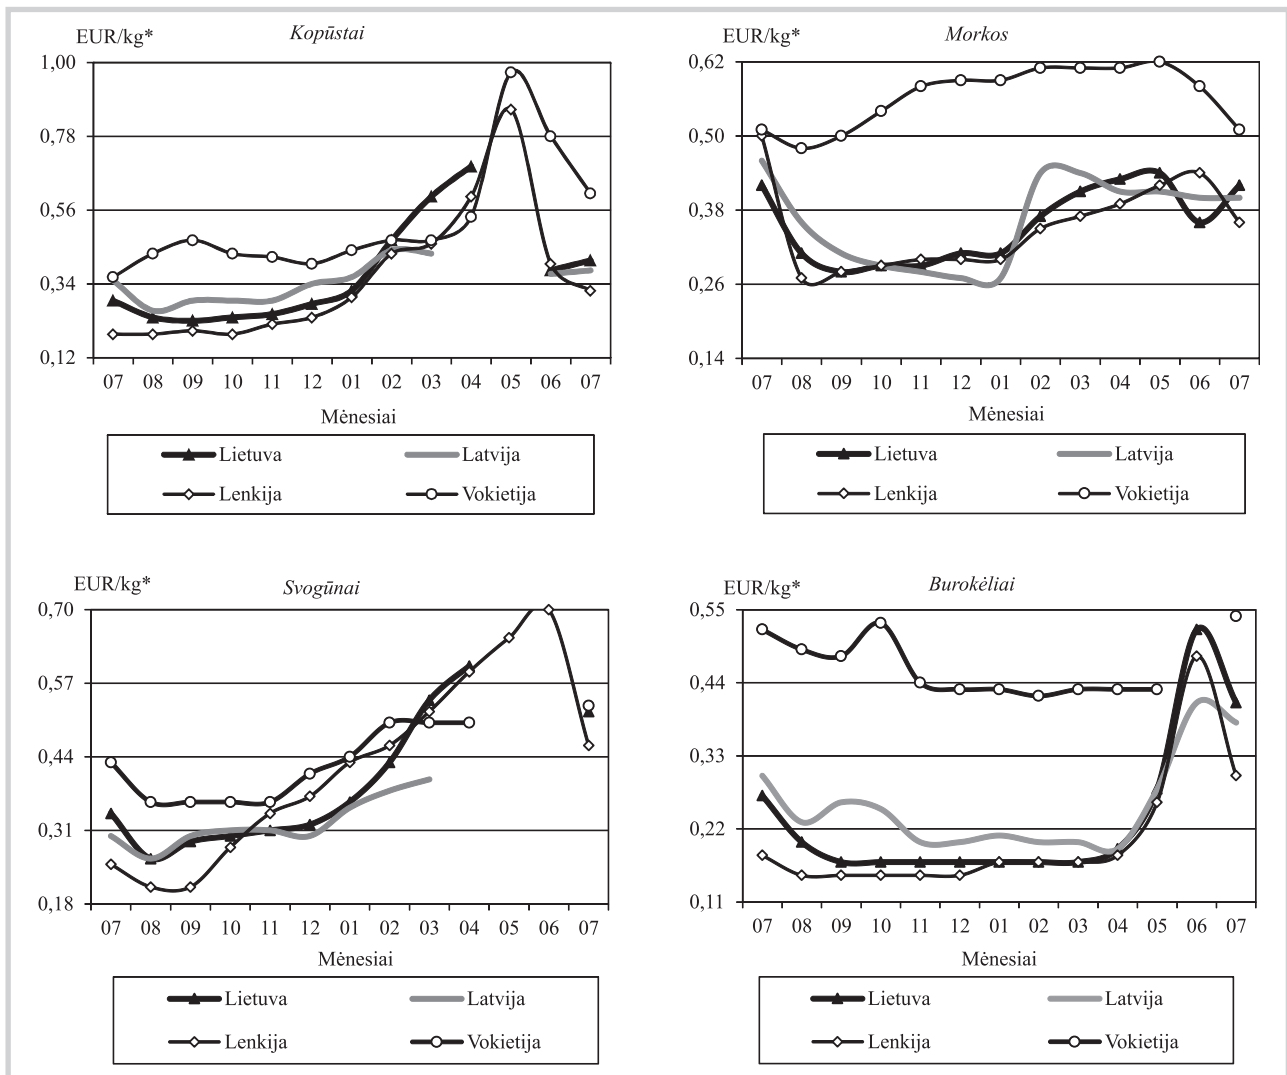 Kopūstai
EUR/kg*
1,00
0,78
0,56
0,34
0,12
07 08 09 10 11 12 01 02 03 04 05 06 07
Mėnesiai
Lietuva Latvija
Lenkija Vokietija
Morkos
EUR/kg*
0,62
0,50
0,38
0,26
0,14
07 08 09 10 11 12 01 02 03 04 05 06 07
Mėnesiai
Lietuva Latvija
Lenkija Vokietija
Svogūnai
EUR/kg*
0,70
0,57
0,44
0,31
0,18
07 08 09 10 11 12 01 02 03 04 05 06 07
Mėnesiai
Lietuva Latvija
Lenkija Vokietija
Burokėliai
EUR/kg*
0,55
0,44
0,33
0,22
0,11
07 08 09 10 11 12 01 02 03 04 05 06 07
Mėnesiai
Lietuva Latvija
Lenkija Vokietija